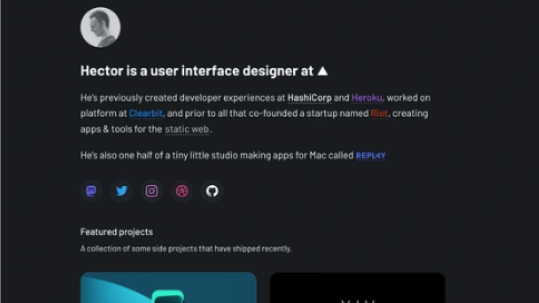 Hector is a user interface designer at ▲
He's previously created developer experiences at HashiCorp and Heroku, worked on
platform at Clearbit, and prior to all that co-founded a startup named Riot, creating
apps & tools for the static web.
He's also one half of a tiny little studio making apps for Mac called REPL4Y
Featured projects
A collection of some side projects that have shipped recently.